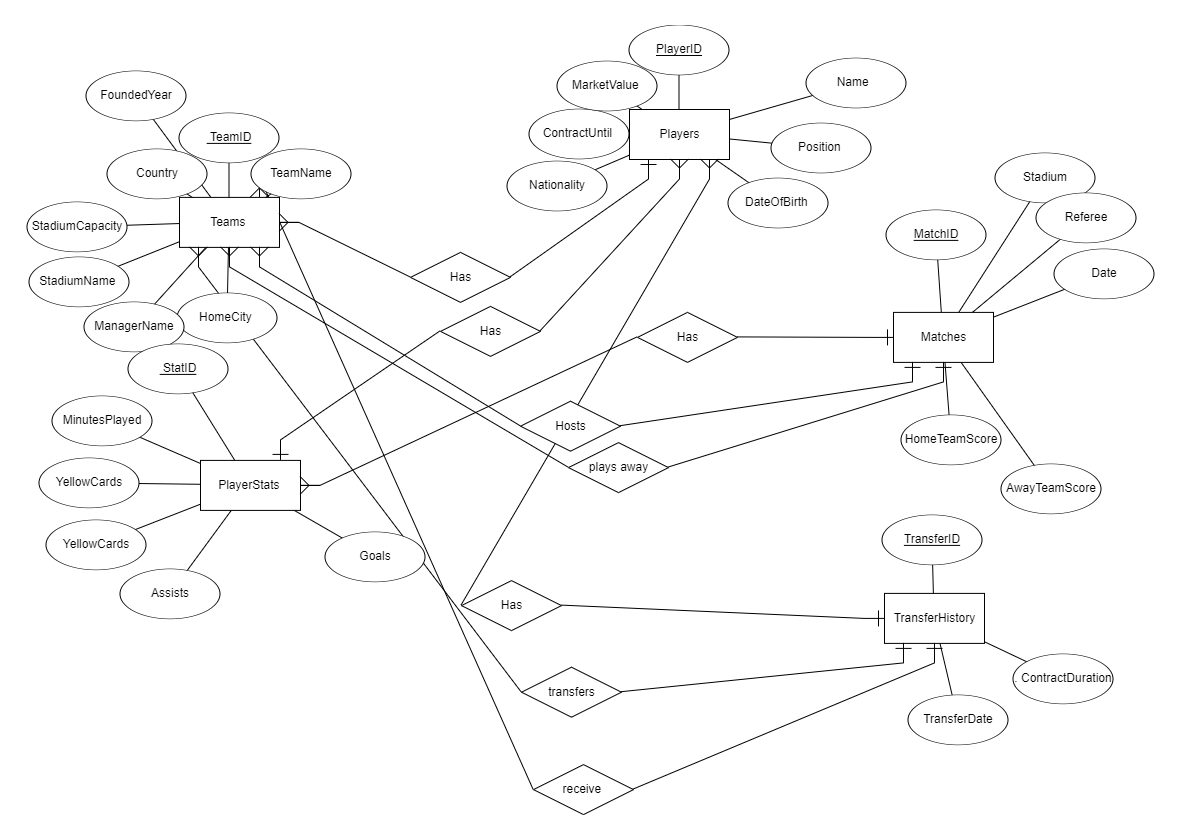 PlayerID
MarketValue
Name
FoundedYear
ContractUntil
Players
TeamID
Position
Country
TeamName
Nationality
Stadium
DateOfBirth
Referee
StadiumCapacity
Teams
MatchID
Date
StadiumName
Has
ManagerName
HomeCity
Has
Has
Matches
StatID
MinutesPlayed
Hosts
HomeTeamScore
plays away
YellowCards
PlayerStats
AwayTeamScore
YellowCards
Goals
TransferID
Assists
Has
TransferHistory
. ContractDuration
transfers
TransferDate
receive